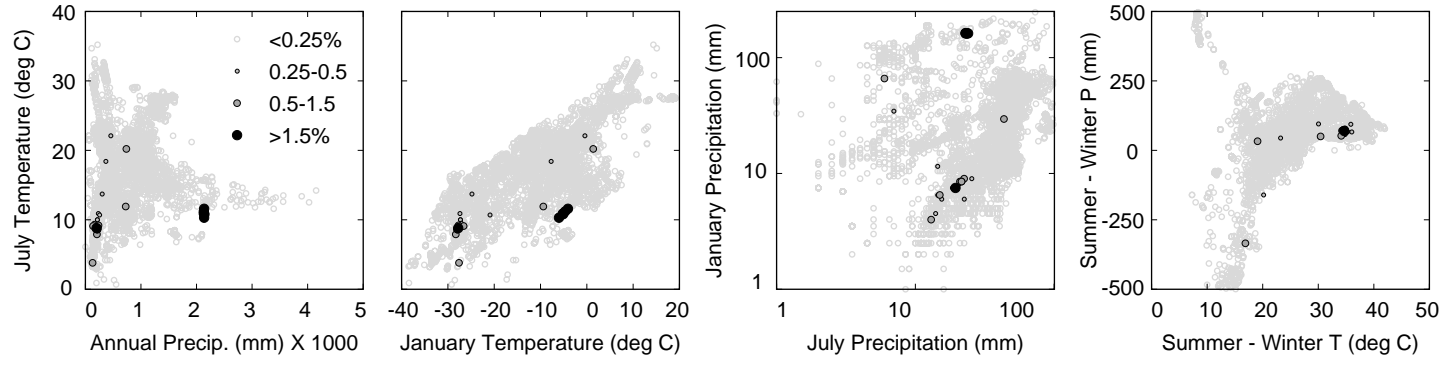 July Temperature (deg C)
40
30
20
10
0
<0.25%
0.25-0.5
0.5-1.5
>1.5%
0 1 2 3 4 5
Annual Precip. (mm) X 1000
-40 -30 -20 -10 0 10 20
January Temperature (deg C)
January Precipitation (mm)
100
10
1
1 10 100
July Precipitation (mm)
Summer - Winter P (mm)
500
250
0
-250
-500
0 10 20 30 40 50
Summer - Winter T (deg C)